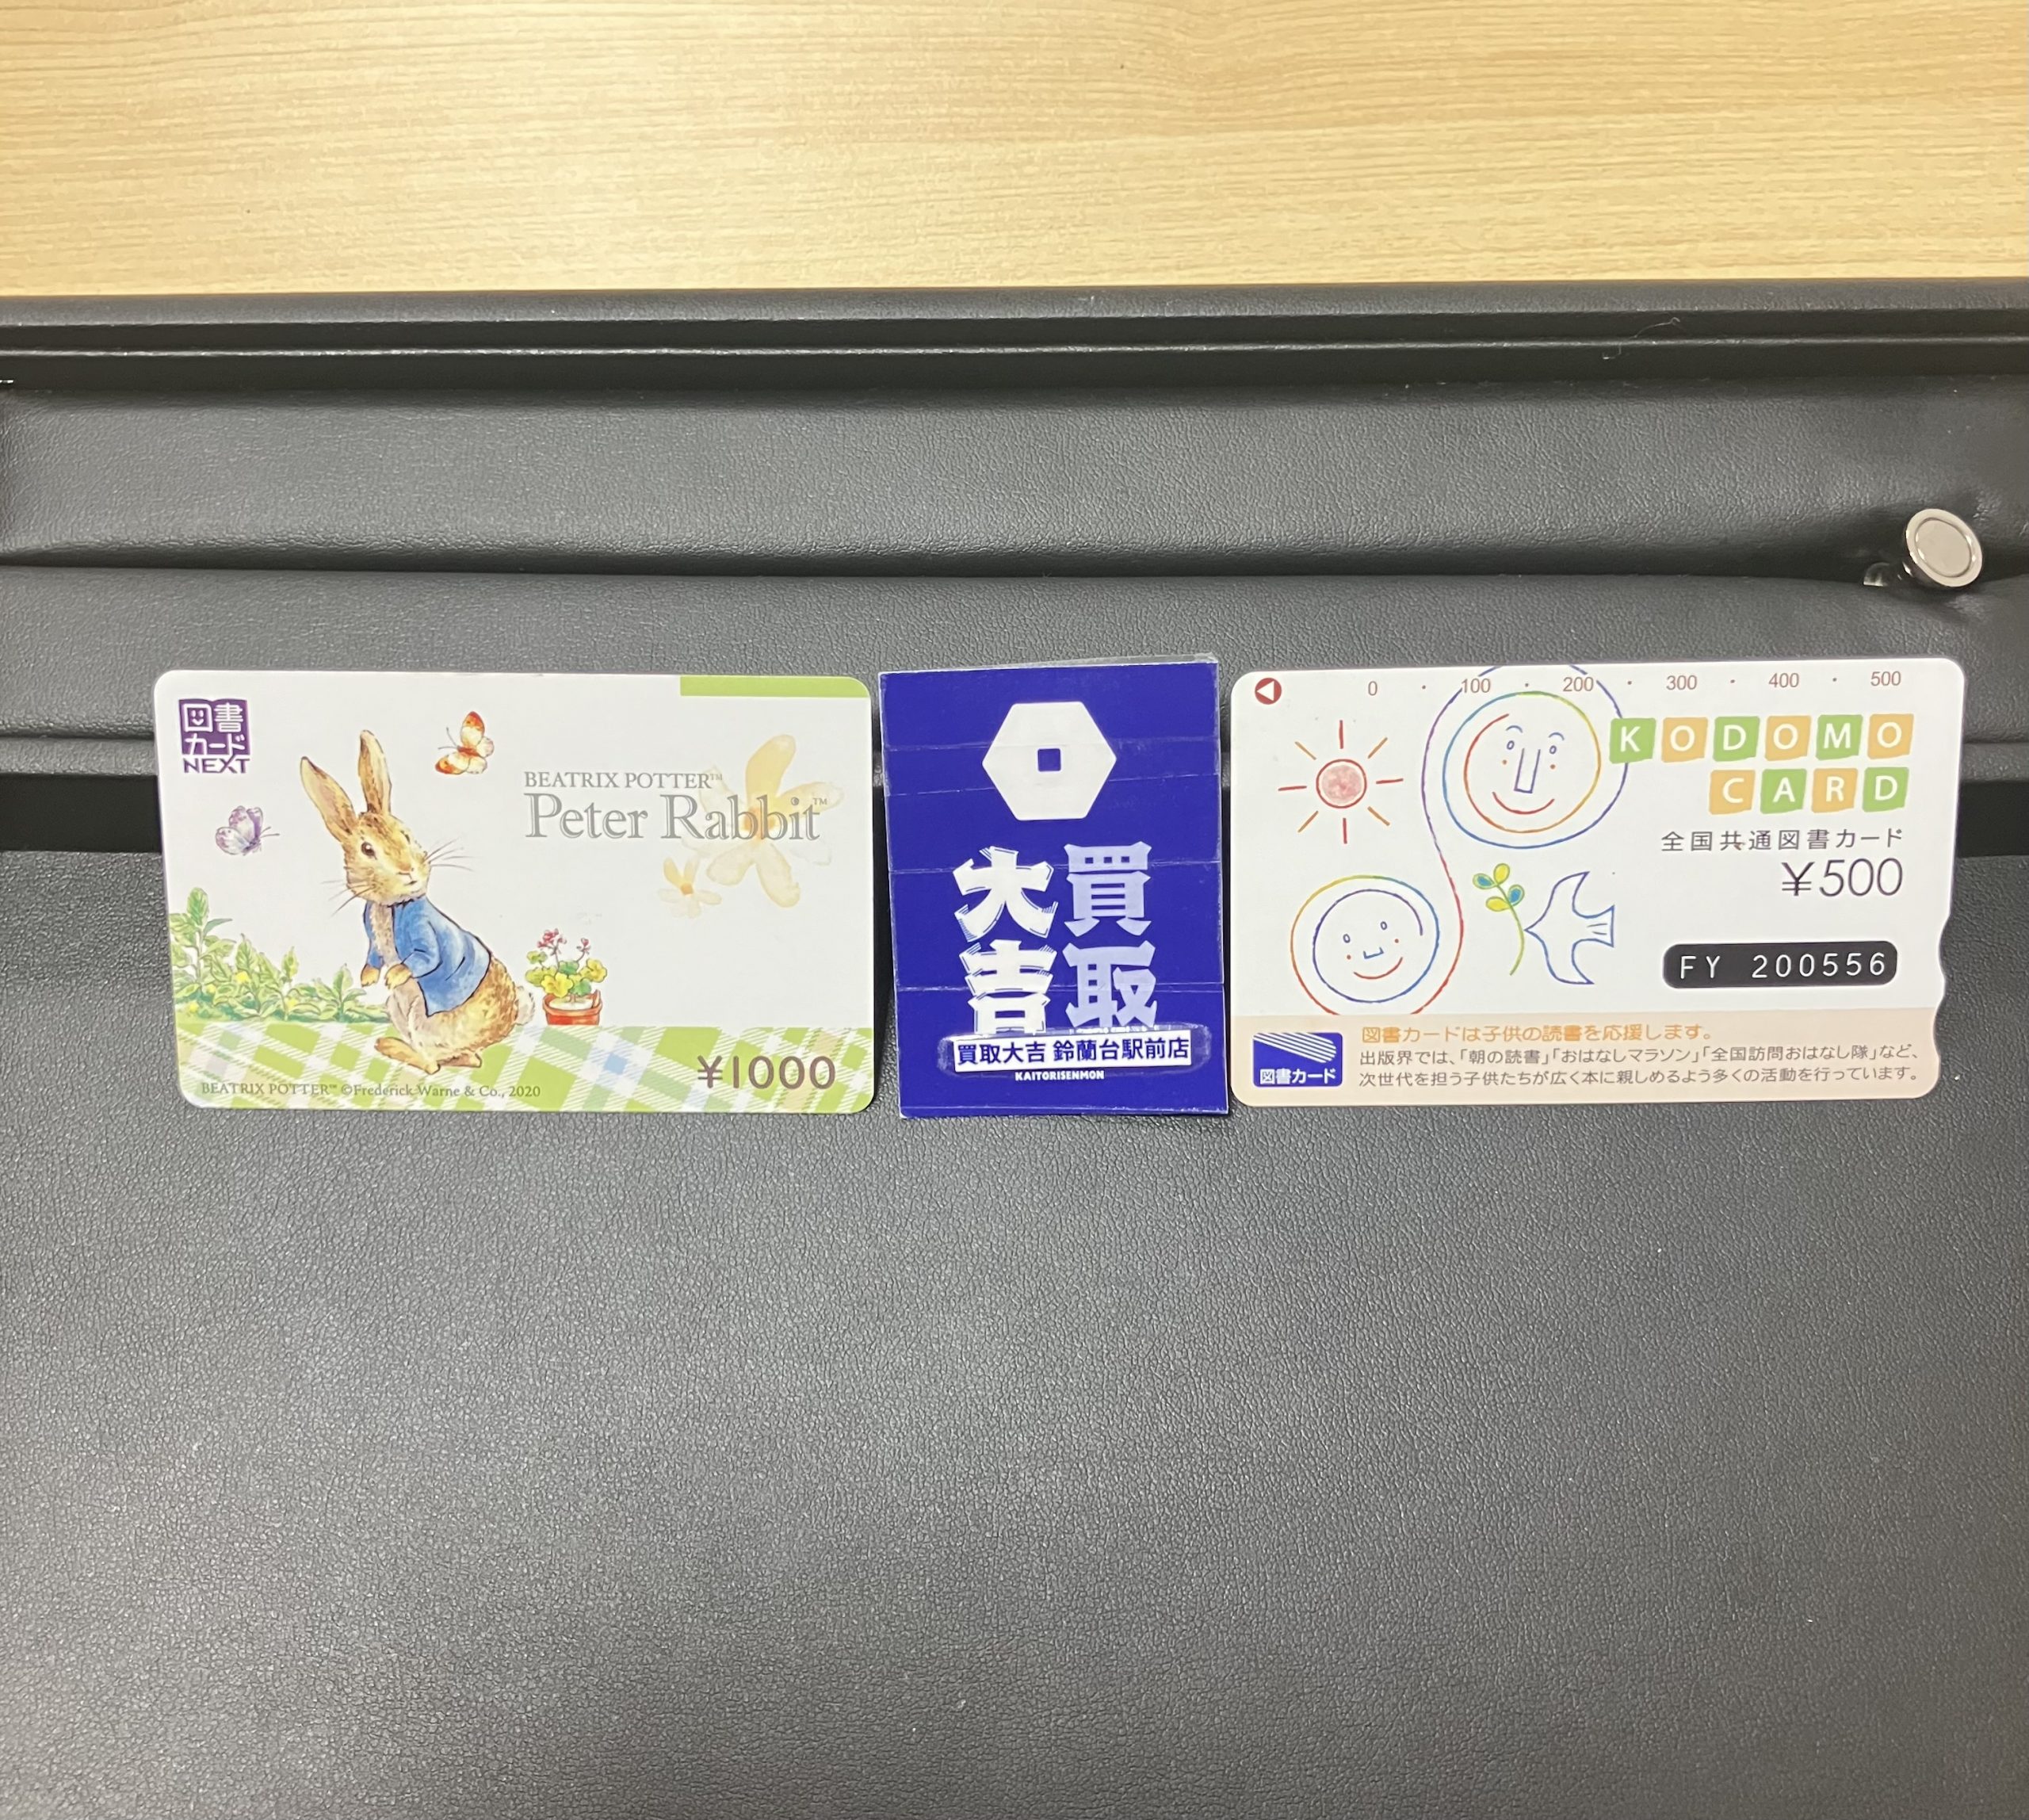 図書
カード
NEXT
BEATRIX POTTER™
Peter Rabbit™
¥1000
BEATRIX POTTER™ ©Frederick Warne & Co., 2020
買取
大吉
買取大吉 鈴蘭台駅前店
KAITORISENMON
0 ・ 100 ・ 200 ・ 300 ・ 400 ・ 500
KODOMO
CARD
全国共通図書カード
¥500
FY 200556
図書カード
図書カードは子供の読書を応援します。
出版界では、「朝の読書」「おはなしマラソン」「全国訪問おはなし隊」など、
次世代を担う子供たちが広く本に親しめるよう多くの活動を行っています。